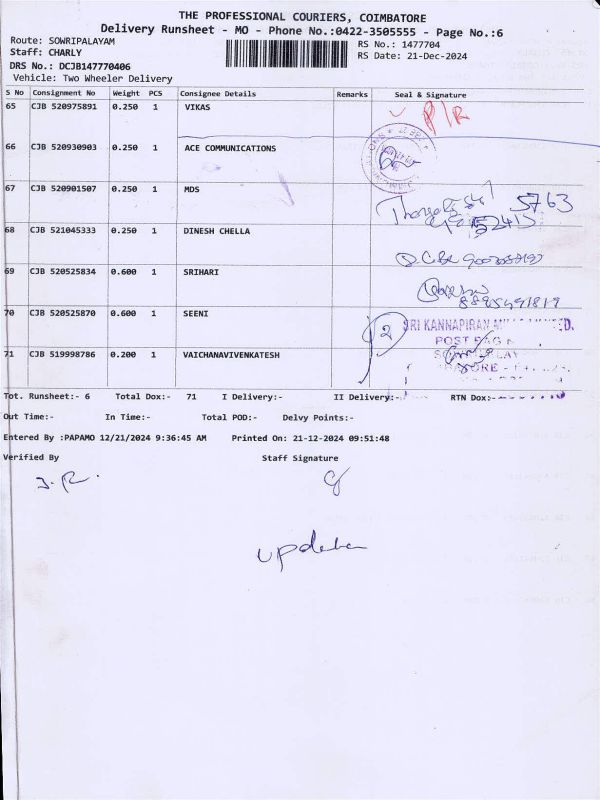 THE PROFESSIONAL COURIERS, COIMBATORE
Delivery Runsheet - MO - Phone No.:0422-3505555 - Page No.:6
Route: SOWRIPALAYAM
RS No.: 1477704
Staff: CHARLY
RS Date: 21-Dec-2024
DRS No.: DCJB147770406
Vehicle: Two Wheeler Delivery
S No Consignment No Weight PCS Consignee Details Remarks Seal & Signature
65 CJB 520975891 0.250 1 VIKAS P/R
66 CJB 520930903 0.250 1 ACE COMMUNICATIONS
67 CJB 520901507 0.250 1 MDS 5763
68 CJB 521045333 0.250 1 DINESH CHELLA
69 CJB 520525834 0.600 1 SRIHARI
70 CJB 520525870 0.600 1 SEENI 2 SRI KANNAPIRAN
POST BAG
71 CJB 519998786 0.200 1 VAICHANAVIVENKATESH
Tot. Runsheet:- 6 Total Dox:- 71 I Delivery:- II Delivery:- RTN Dox:-
Out Time:- In Time:- Total POD:- Delvy Points:-
Entered By :PAPAMO 12/21/2024 9:36:45 AM Printed On: 21-12-2024 09:51:48
Verified By Staff Signature
J.R.